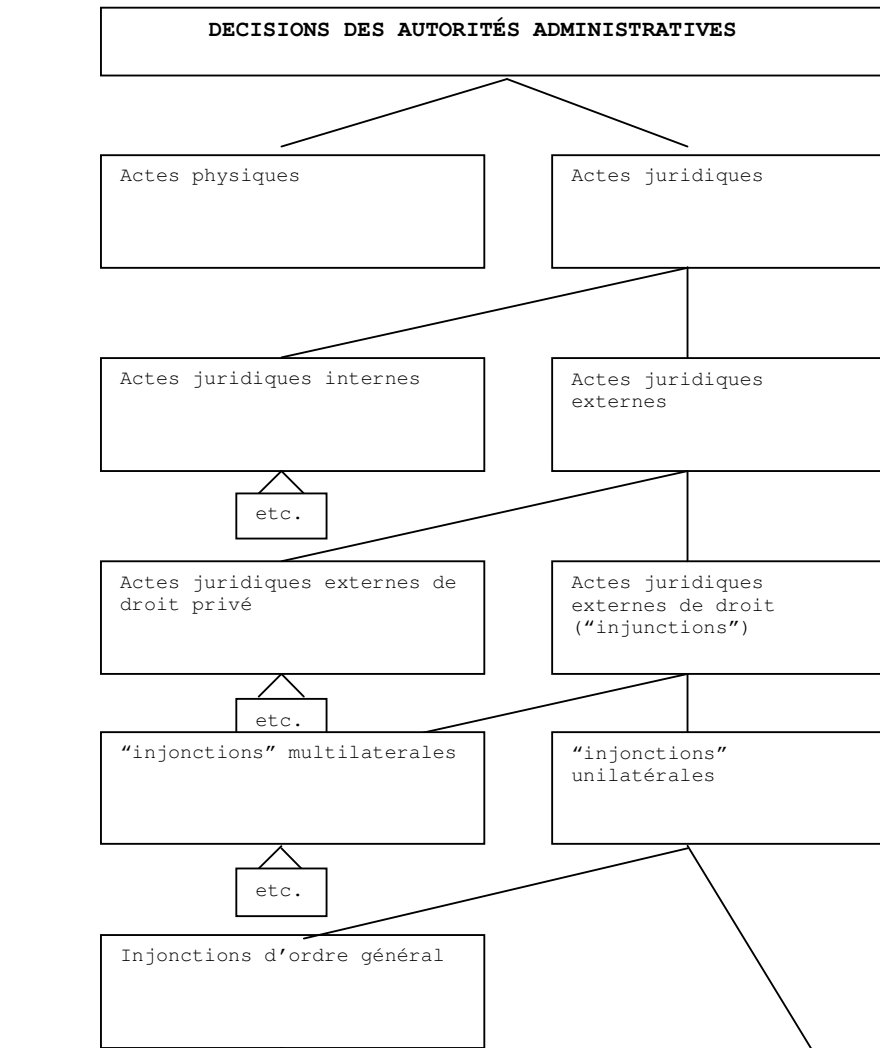 DECISIONS DES AUTORITÉS ADMINISTRATIVES
Actes physiques
Actes juridiques
Actes juridiques internes
Actes juridiques
externes
etc.
Actes juridiques externes de
droit privé
Actes juridiques
externes de droit
(“injunctions”)
etc.
“injonctions” multilaterales
“injonctions”
unilatérales
etc.
Injonctions d’ordre général